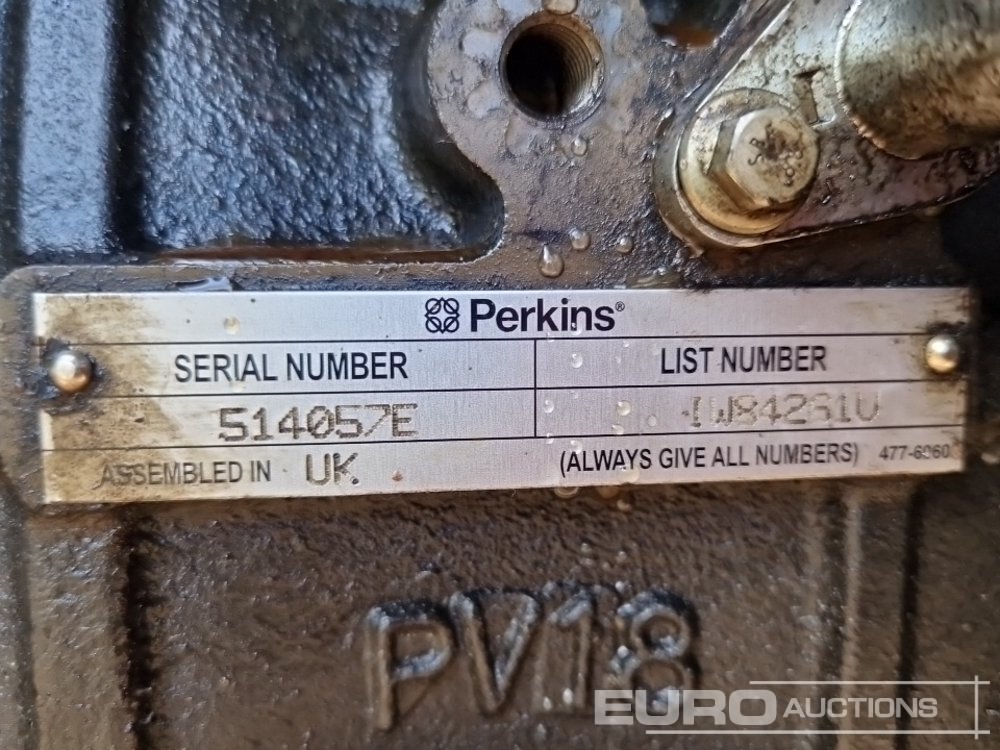 Perkins®
SERIAL NUMBER LIST NUMBER
514057E
ASSEMBLED IN UK (ALWAYS GIVE ALL NUMBERS) 477-6060
PV18
EURO AUCTIONS